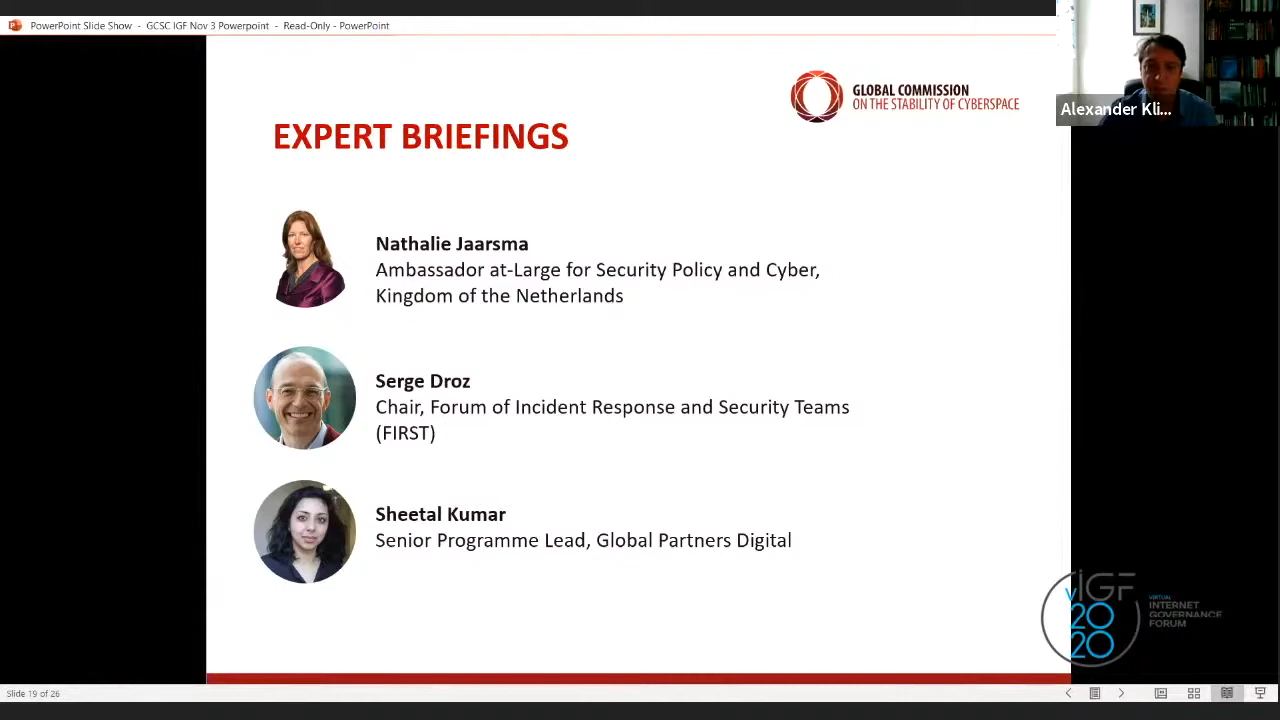 PowerPoint Slide Show - GCSC IGF Nov 3 Powerpoint - Read-Only - PowerPoint
Alexander Kli...
GLOBAL COMMISSION
ON THE STABILITY OF CYBERSPACE
EXPERT BRIEFINGS
Nathalie Jaarsma
Ambassador at-Large for Security Policy and Cyber,
Kingdom of the Netherlands
Serge Droz
Chair, Forum of Incident Response and Security Teams
(FIRST)
Sheetal Kumar
Senior Programme Lead, Global Partners Digital
vIGF
2020
VIRTUAL
INTERNET
GOVERNANCE
FORUM
Slide 19 of 26